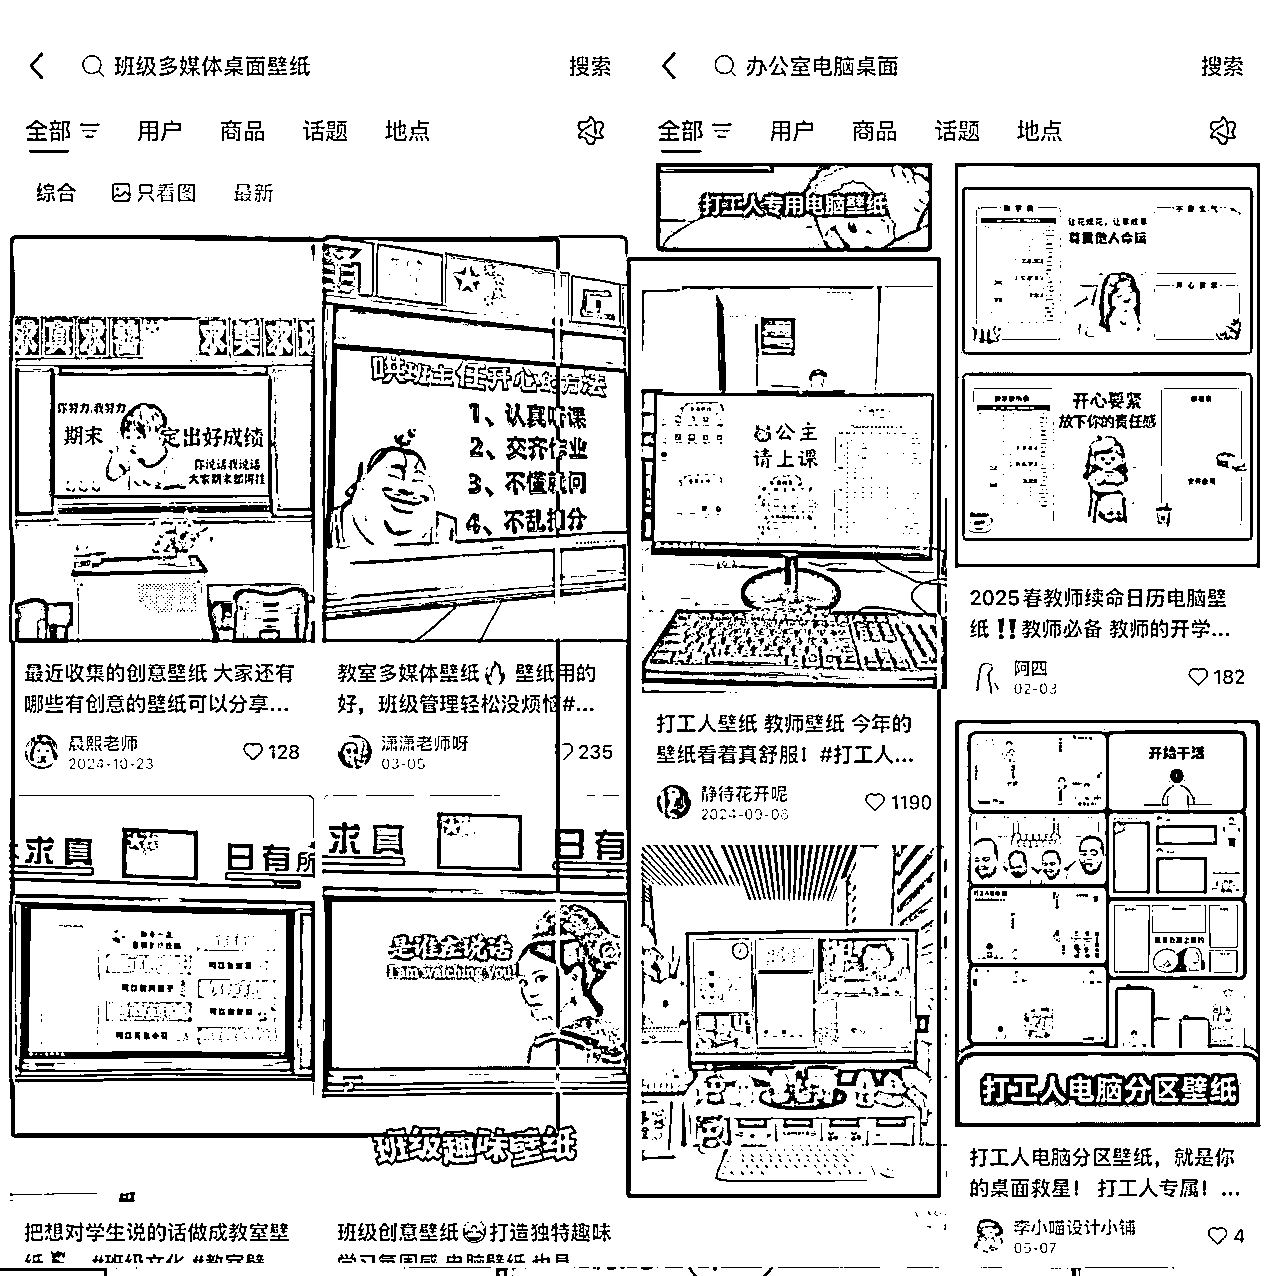 班级多媒体桌面壁纸
搜索
全部
用户
商品
话题
地点
综合
只看图
最新
求真求善
求美求
你努力,我努力
期末
定出好成绩
你说话我说话
哄班主任开心的方法
1、认真听课
2、交齐作业
3、不懂就问
4、不乱扣分
最近收集的创意壁纸 大家还有
哪些有创意的壁纸可以分享...
晨熙老师
2024-10-23
128
教室多媒体壁纸🔥 壁纸用的
好，班级管理轻松没烦恼#...
潇潇老师呀
03-05
235
求真
日有所
求真
日有
是谁在说话
I am watching you!
班级趣味壁纸
把想对学生说的话做成教室壁
纸 #班级文化 #教室壁
班级创意壁纸😄打造独特趣味
学习氛围感 电脑壁纸 也是
办公室电脑桌面
搜索
全部
用户
商品
话题
地点
打工人专用电脑壁纸
公主
请上课
打工人壁纸 教师壁纸 今年的
壁纸看着真舒服！#打工人...
静待花开呢
2024-03-06
1190
尊重他人命运
开心要紧
放下你的责任感
2025春教师续命日历电脑壁
纸‼️教师必备 教师的开学...
阿四
02-03
182
开始干活
打工人电脑分区壁纸
打工人电脑分区壁纸，就是你
的桌面救星！ 打工人专属！...
李小喵设计小铺
05-07
4